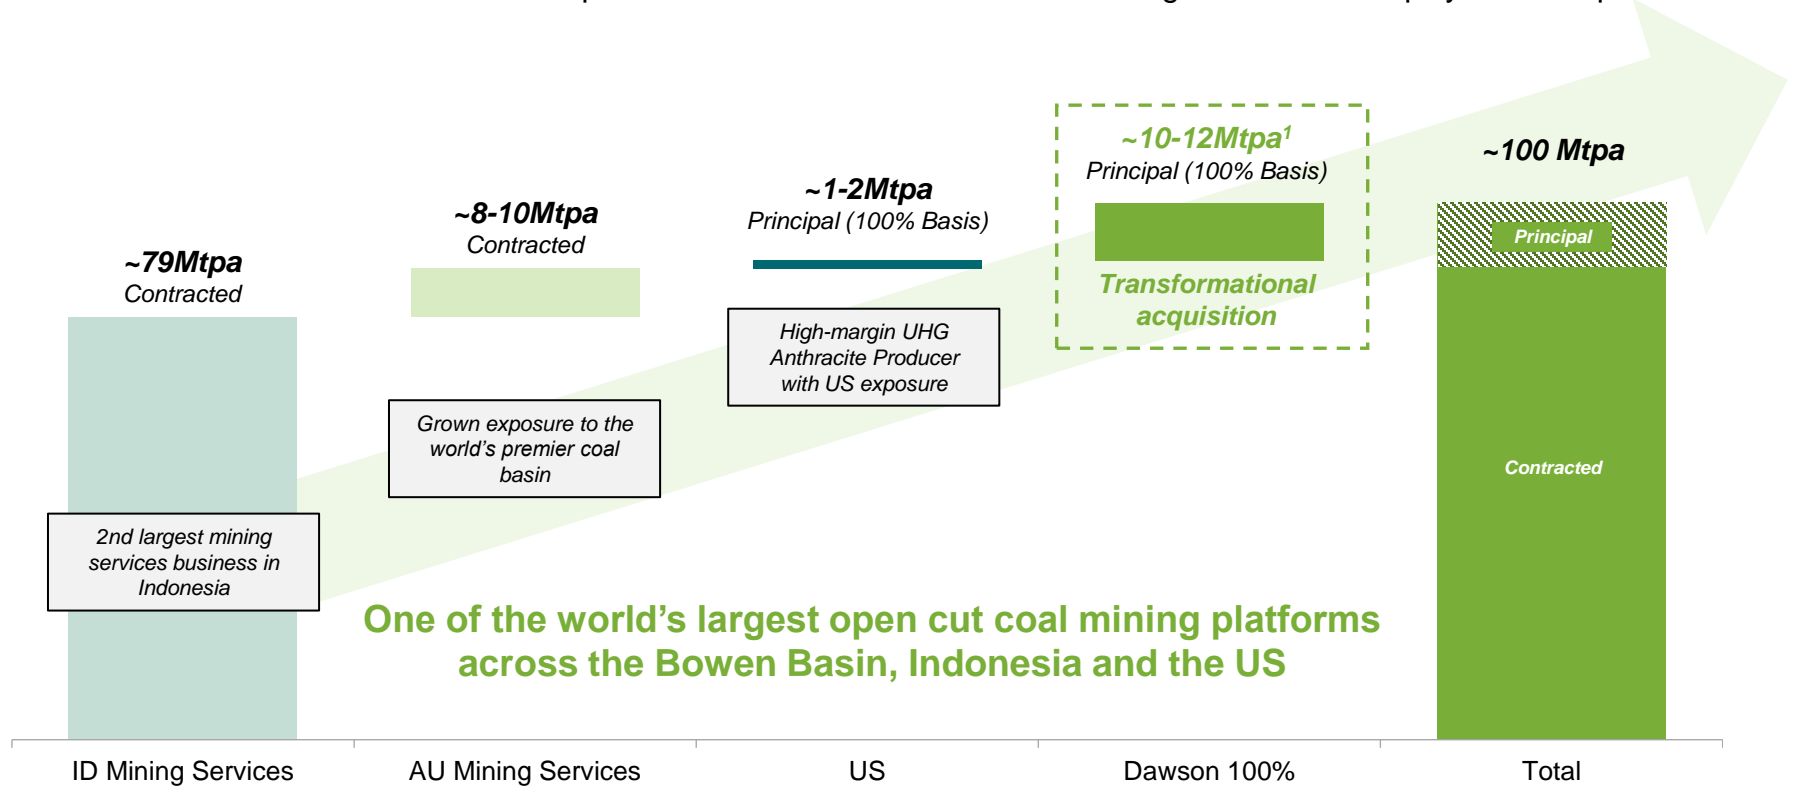 ~79Mtpa
Contracted
~8-10Mtpa
Contracted
~1-2Mtpa
Principal (100% Basis)
~10-12Mtpa1
Principal (100% Basis)
Transformational
acquisition
~100 Mtpa
Principal
Contracted
High-margin UHG
Anthracite Producer
with US exposure
Grown exposure to the
world’s premier coal
basin
2nd largest mining
services business in
Indonesia
One of the world’s largest open cut coal mining platforms
across the Bowen Basin, Indonesia and the US
ID Mining Services
AU Mining Services
US
Dawson 100%
Total